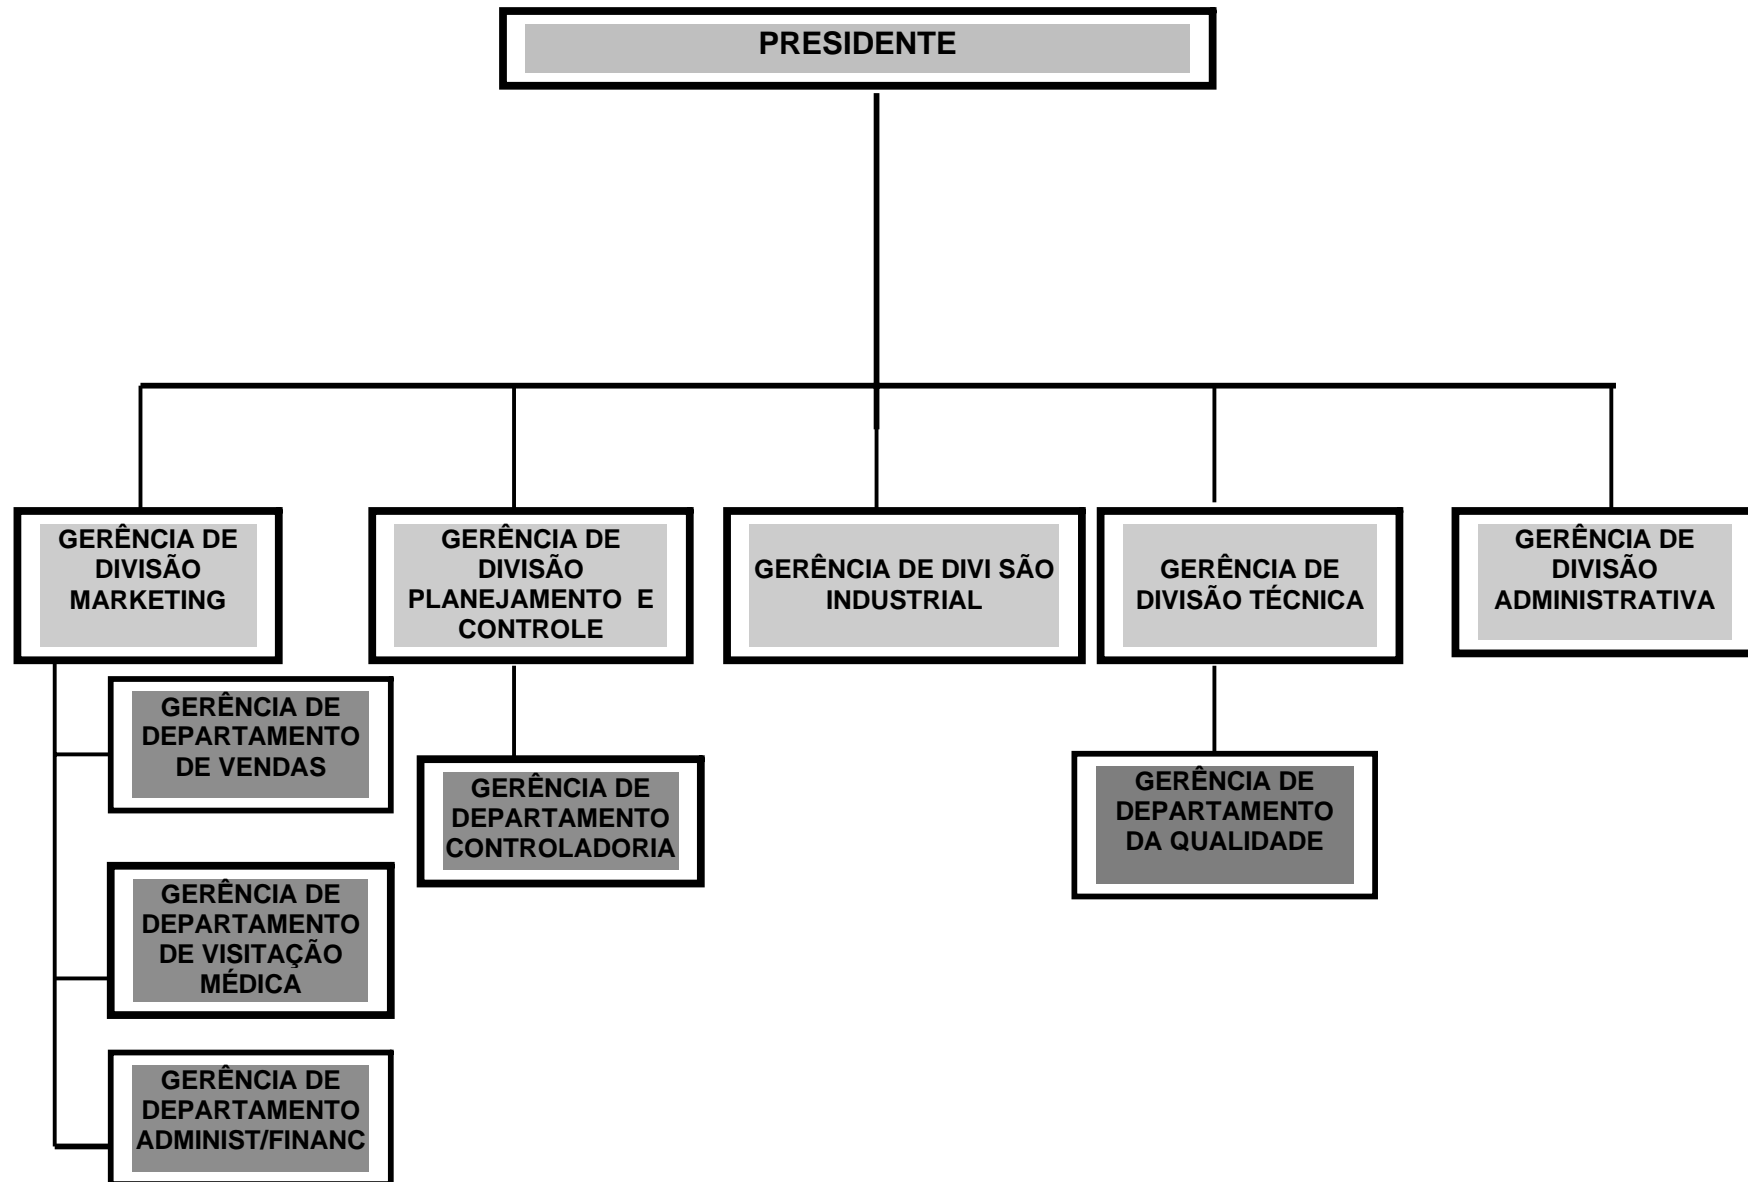 PRESIDENTE
GERÊNCIA DE
DIVISÃO
MARKETING
GERÊNCIA DE
DIVISÃO
PLANEJAMENTO E
CONTROLE
GERÊNCIA DE DIVI SÃO
INDUSTRIAL
GERÊNCIA DE
DIVISÃO TÉCNICA
GERÊNCIA DE
DIVISÃO
ADMINISTRATIVA
GERÊNCIA DE
DEPARTAMENTO
DE VENDAS
GERÊNCIA DE
DEPARTAMENTO
CONTROLADORIA
GERÊNCIA DE
DEPARTAMENTO
DA QUALIDADE
GERÊNCIA DE
DEPARTAMENTO
DE VISITAÇÃO
MÉDICA
GERÊNCIA DE
DEPARTAMENTO
ADMINIST/FINANC